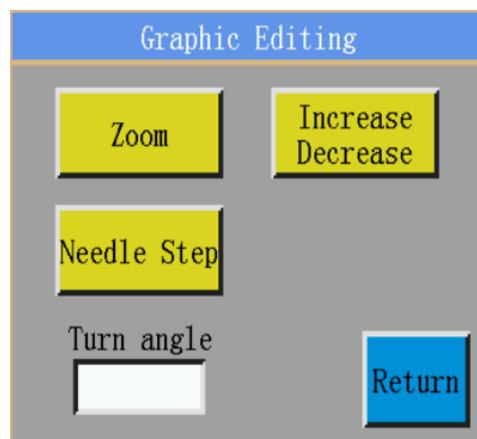 Graphic Editing
Zoom
Increase
Decrease
Needle Step
Turn angle
Return